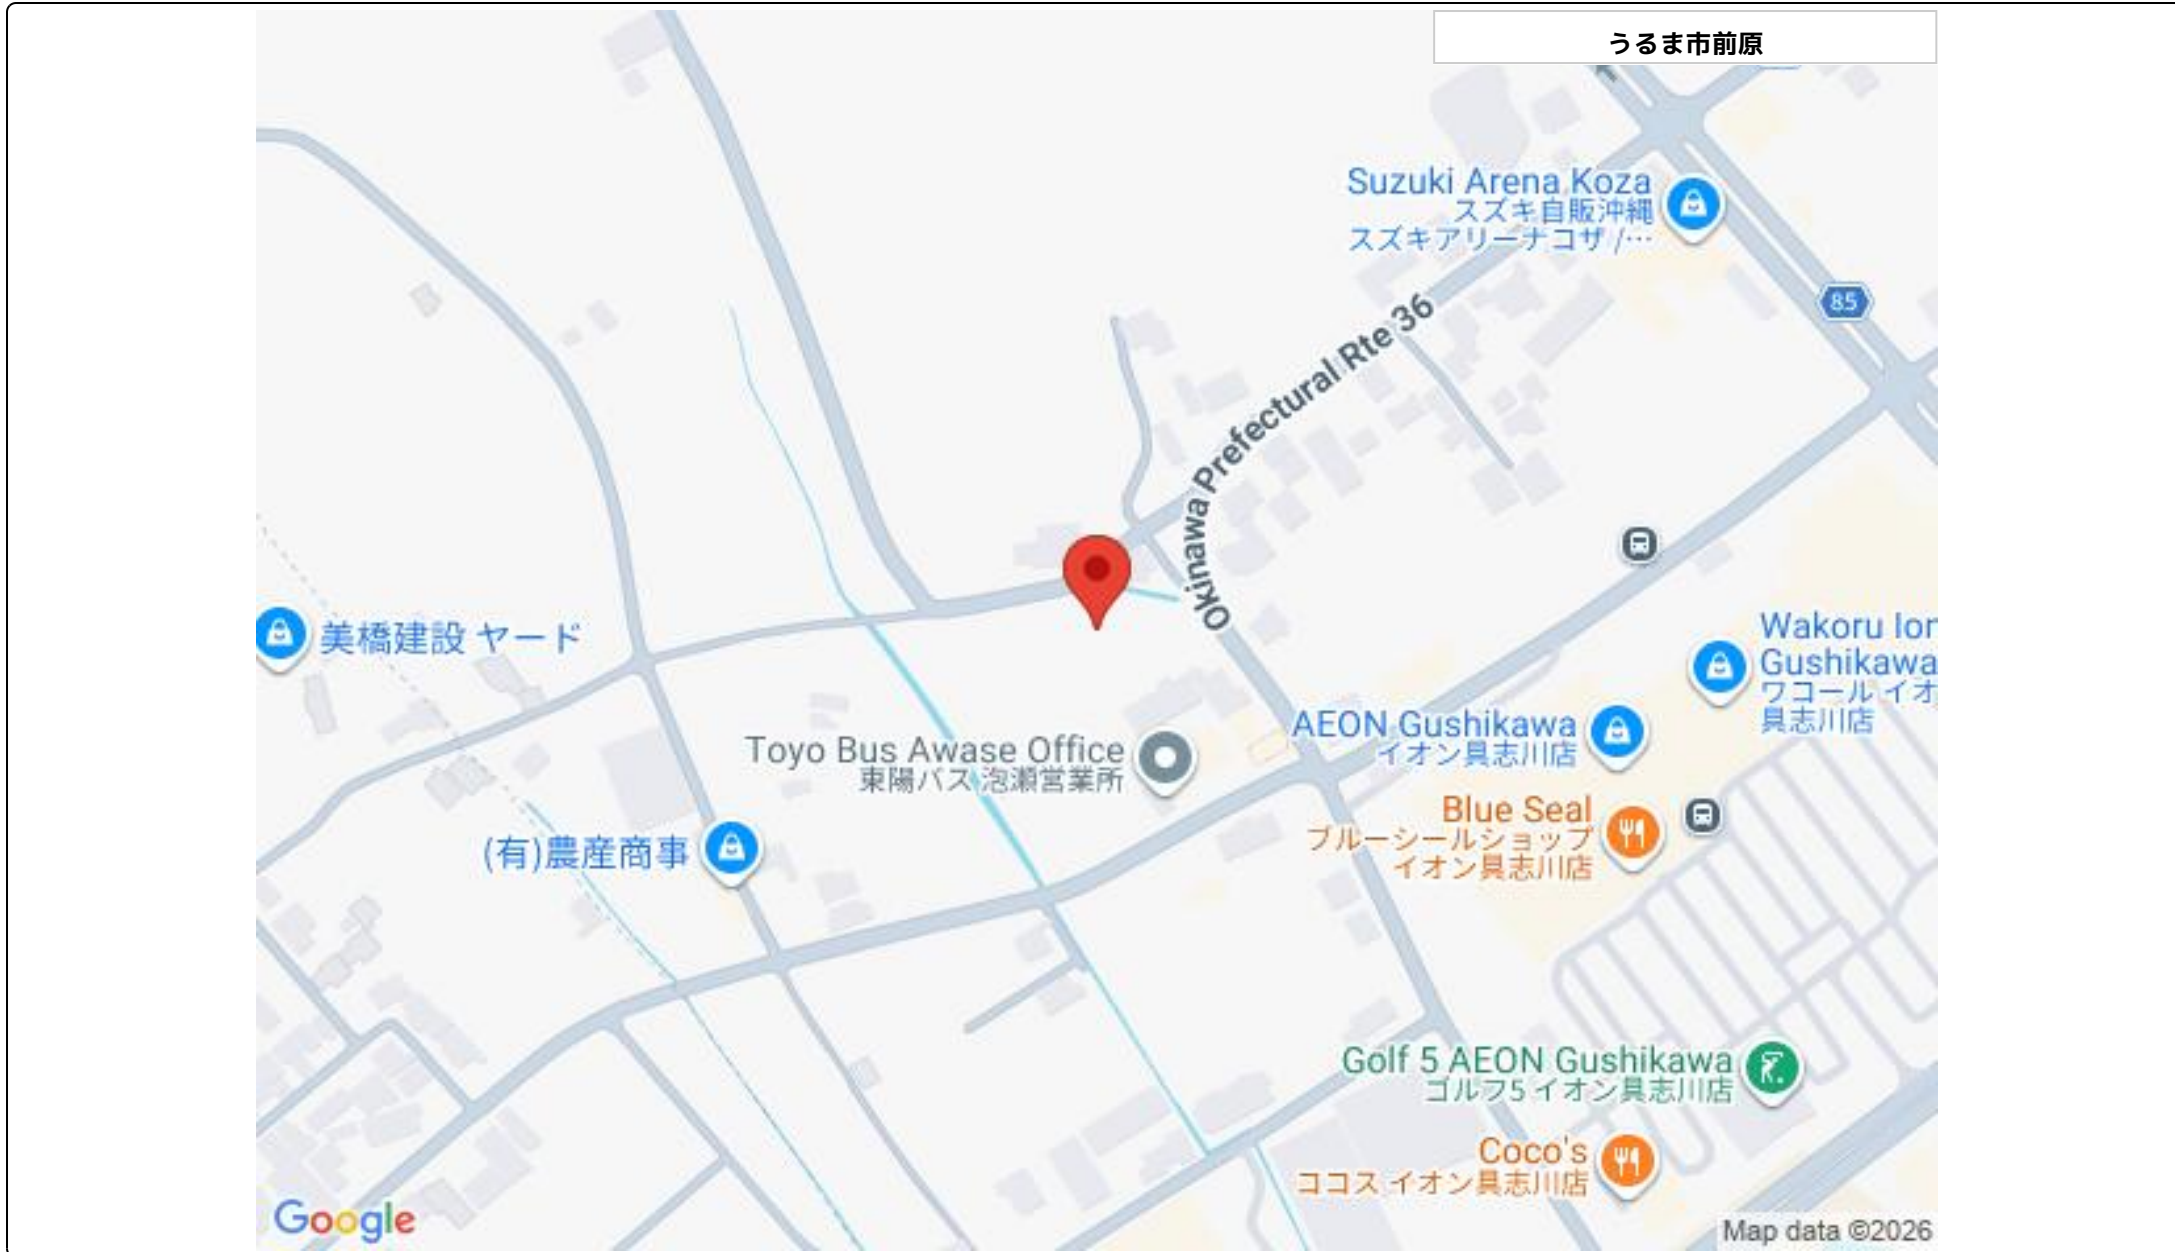 うるま市前原
Suzuki Arena Koza
スズキ自販沖縄
スズキアリーナコザ /…
85
Okinawa Prefectural Rte 36
美橋建設 ヤード
Wakoru Ion
Gushikawa
ワコール イオ
具志川店
AEON Gushikawa
イオン具志川店
Toyo Bus Awase Office
東陽バス 泡瀬営業所
Blue Seal
ブルーシールショップ
イオン具志川店
(有)農産商事
Golf 5 AEON Gushikawa
ゴルフ5 イオン具志川店
Coco's
ココス イオン具志川店
Google
Map data ©2026